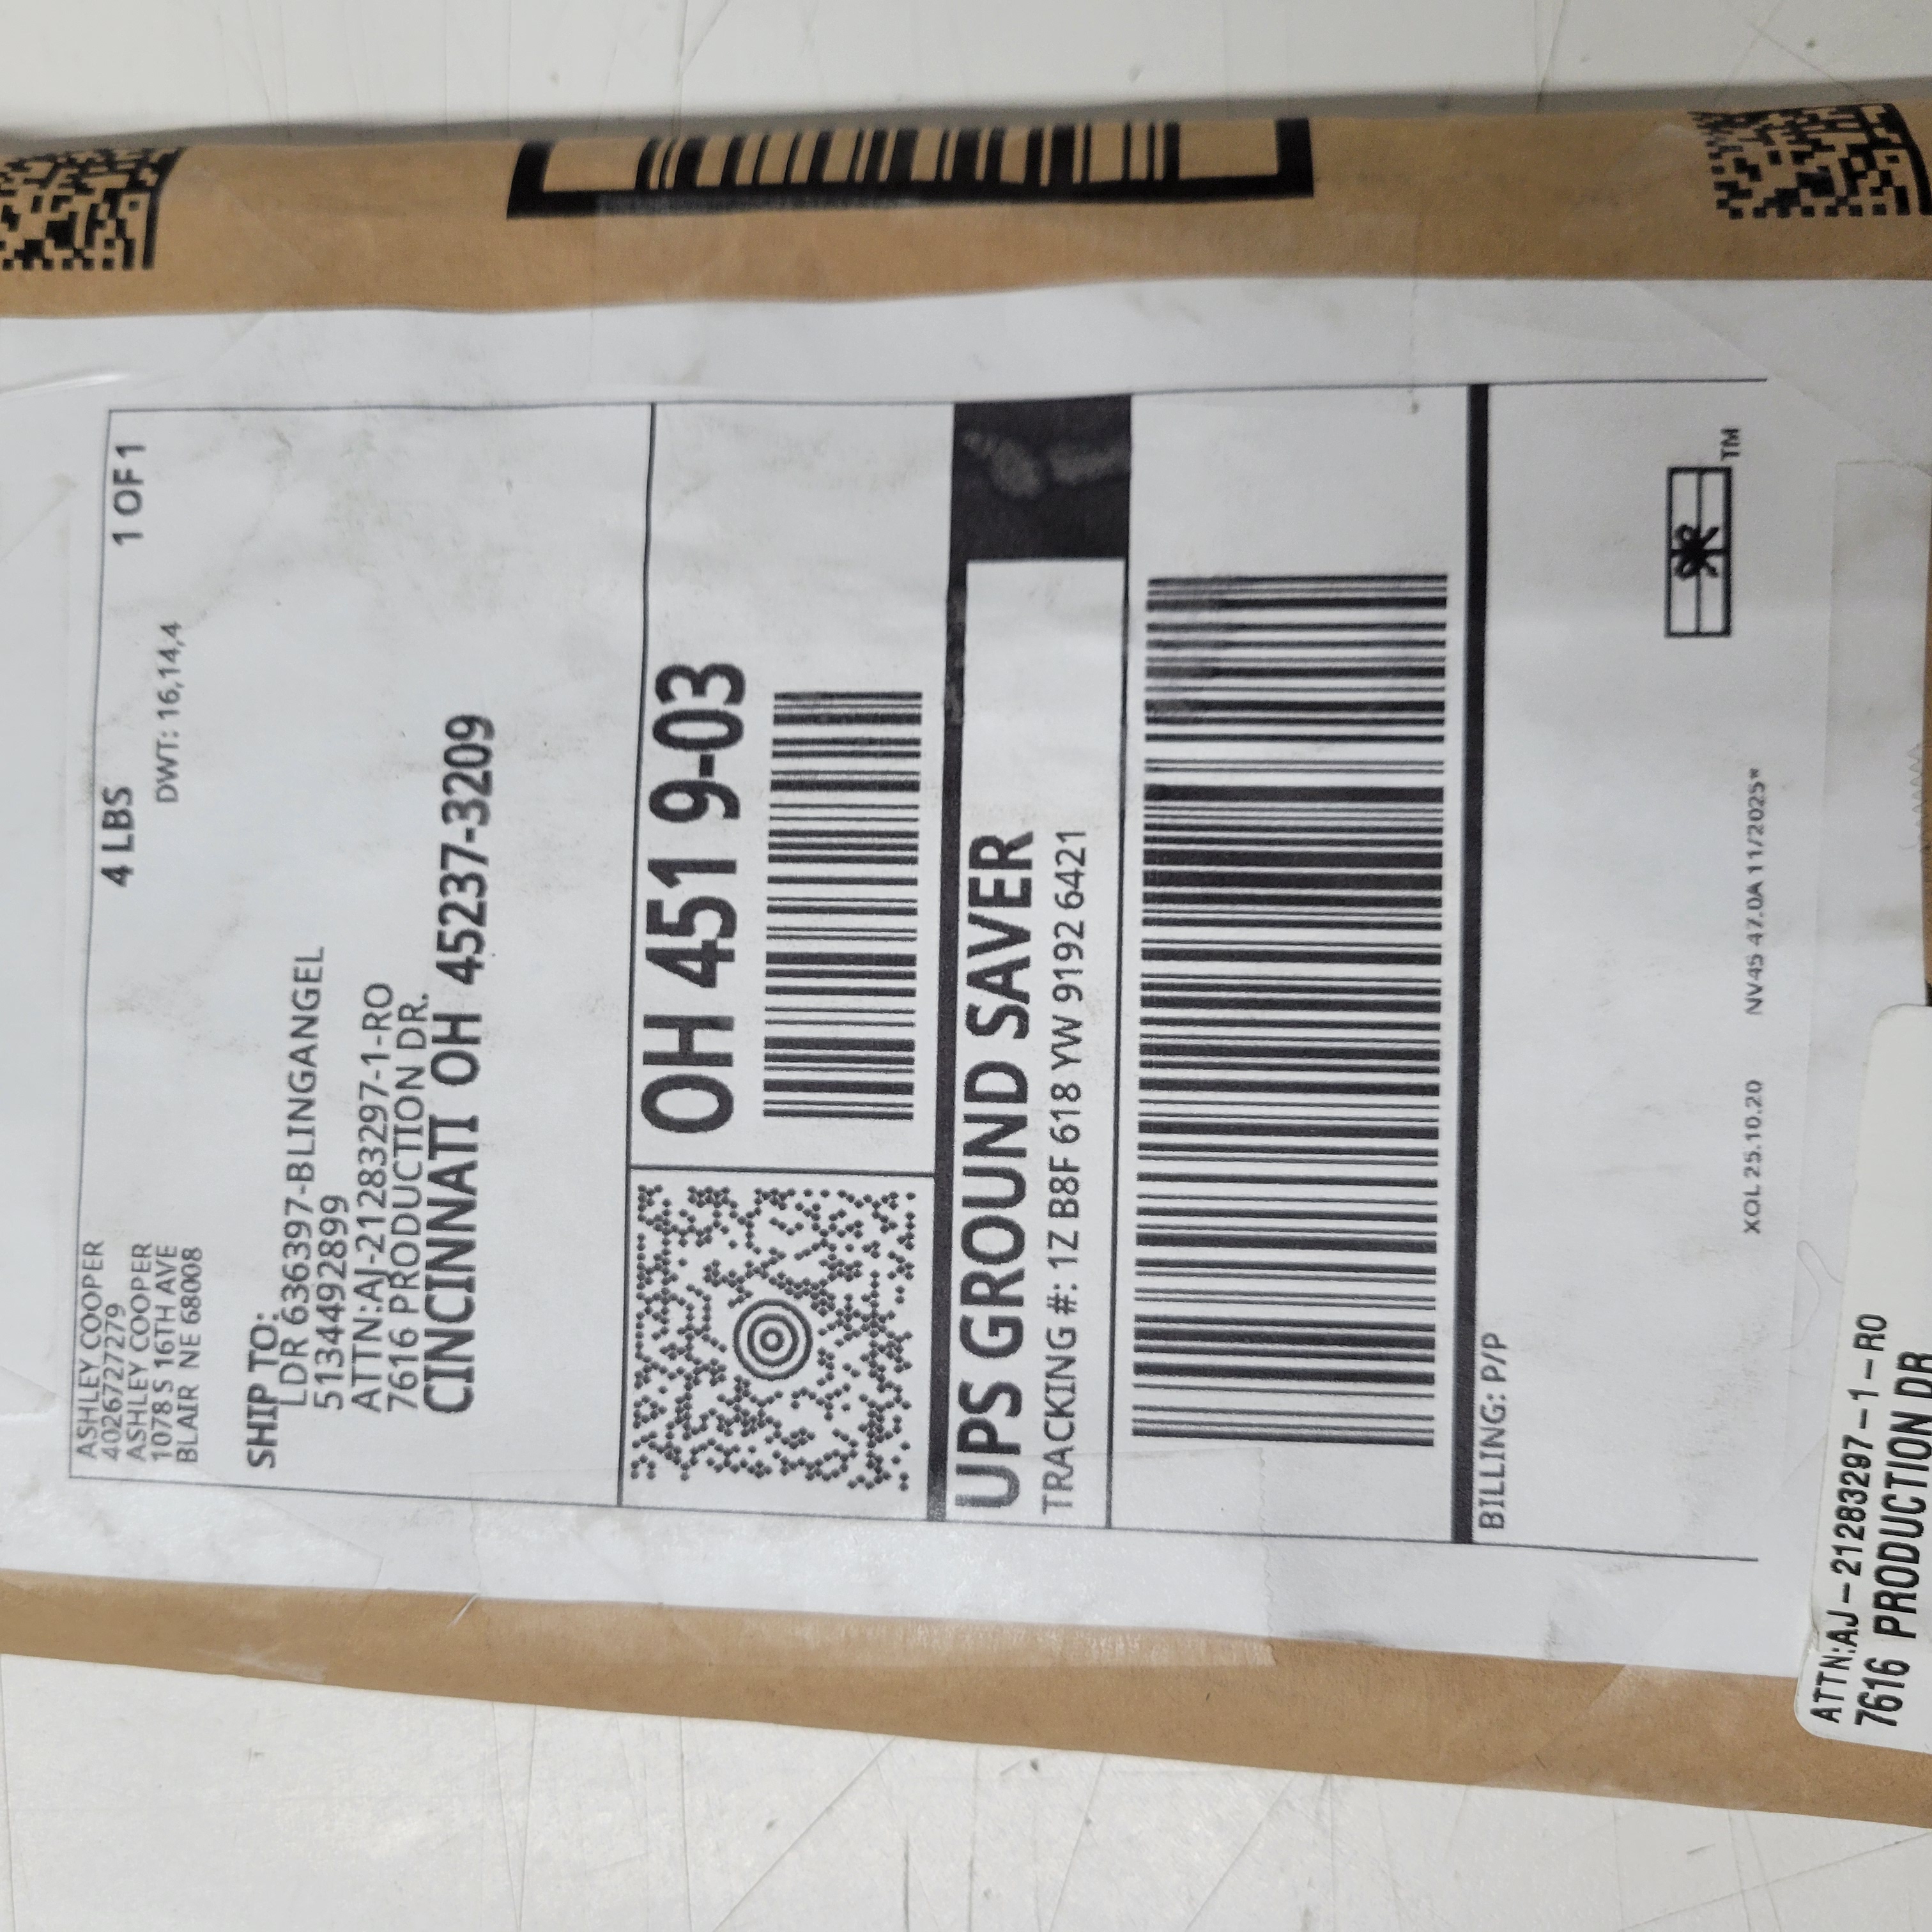 ASHLEY COOPER
4026727279
ASHLEY COOPER
1078 S 16TH AVE
BLAIR NE 68008
4 LBS
1 OF 1
DWT: 16,14,4
SHIP TO:
LDR 636397-BLINGANGEL
5134492899
ATTN:AJ-21283297-1-RO
7616 PRODUCTION DR.
CINCINNATI OH 45237-3209
OH 451 9-03
UPS GROUND SAVER
TRACKING #: 1Z B8F 618 YW 9192 6421
BILLING: P/P
TM
XOL 25.10.20 NV45 47.0A 11/2025*
ATTN:AJ-21283297-1-RO
7616 PRODUCTION DR